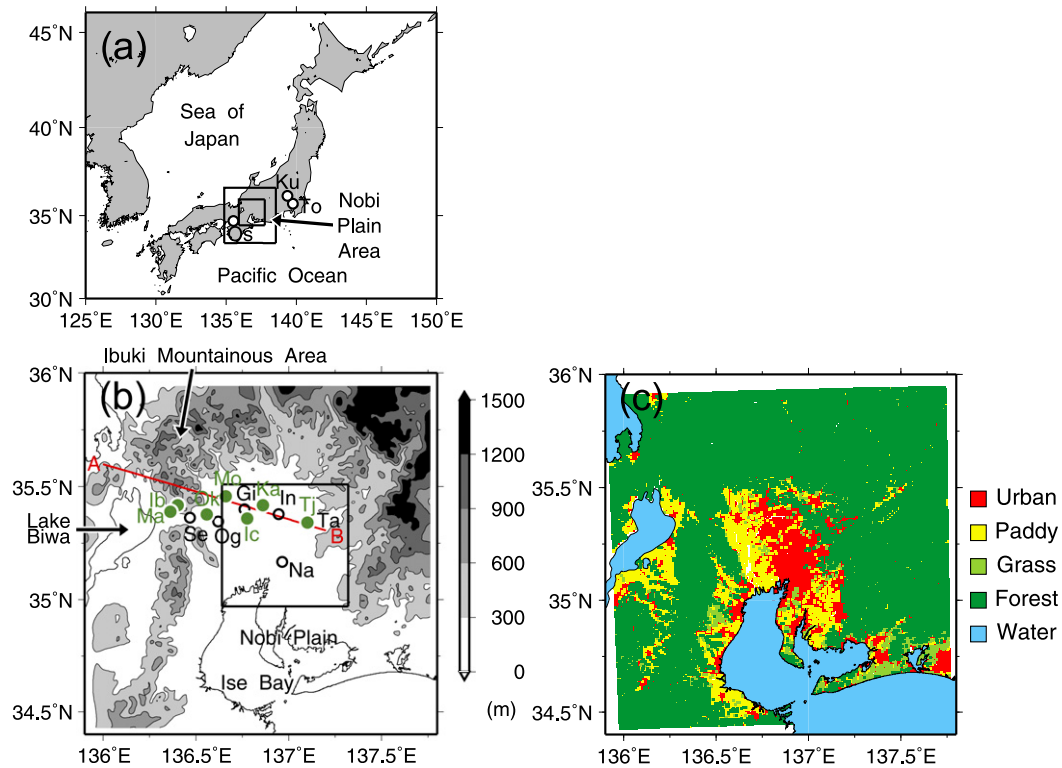 (a)
45°N
40°N
35°N
30°N
125°E 130°E 135°E 140°E 145°E 150°E
Sea of
Japan
Ku
To
Os
Nobi
Plain
Area
Pacific Ocean
Ibuki Mountainous Area
(b)
36°N
35.5°N
35°N
34.5°N
136°E 136.5°E 137°E 137.5°E
A
Mo
Gi
Ka
In
Tj
Ta
B
Ib
Ma
Se
Og
Ic
Na
Lake
Biwa
Nobi Plain
Ise Bay
1500
1200
900
600
300
0
(m)
(c)
36°N
35.5°N
35°N
34.5°N
136°E 136.5°E 137°E 137.5°E
Urban
Paddy
Grass
Forest
Water